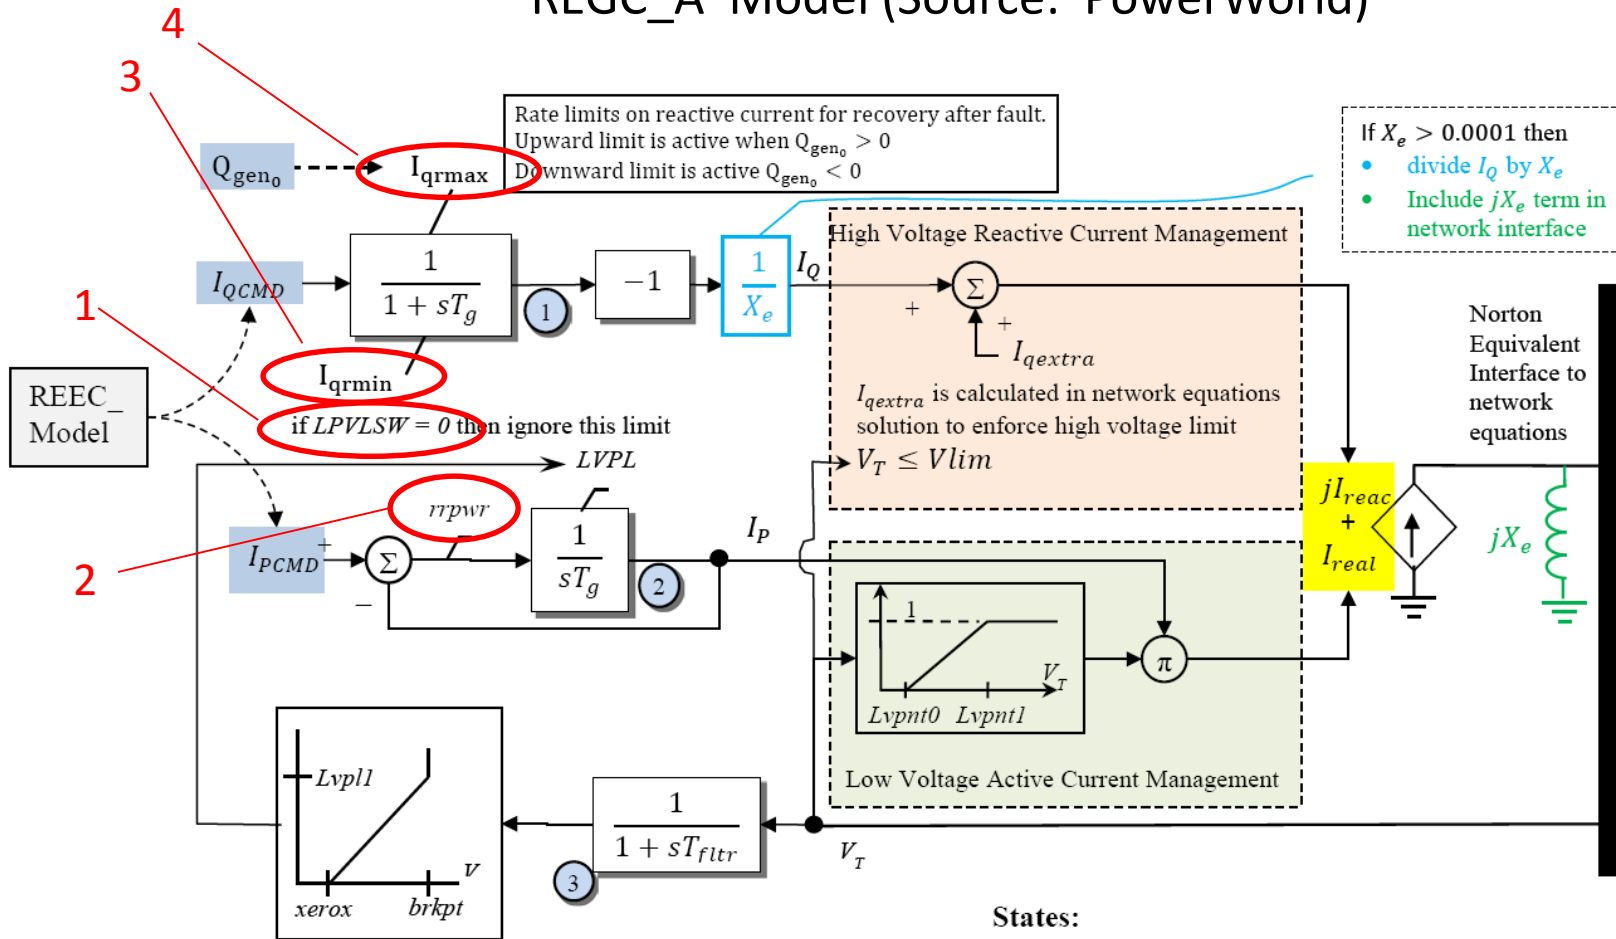 REGC_A Model (Source: PowerWorld)
4
3
1
2
Rate limits on reactive current for recovery after fault.
Upward limit is active when Qgen₀ > 0
Downward limit is active Qgen₀ < 0
If Xe > 0.0001 then
• divide IQ by Xe
• Include jXe term in
network interface
Qgen₀
Iqrmax
IQCMD
1
1 + sTg
1
−1
1
Xe
IQ
High Voltage Reactive Current Management
Σ
+
+
Iqextra
Iqextra is calculated in network equations
solution to enforce high voltage limit
VT ≤ Vlim
Iqrmin
if LPVLSW = 0 then ignore this limit
LVPL
REEC_
Model
rrpwr
IPCMD
+
Σ
−
1
sTg
2
IP
Norton
Equivalent
Interface to
network
equations
jIreac
+
Ireal
jXe
1
VT
Lvpnt0 Lvpnt1
π
Low Voltage Active Current Management
Lvpl1
V
xerox brkpt
1
1 + sTfltr
3
VT
States: